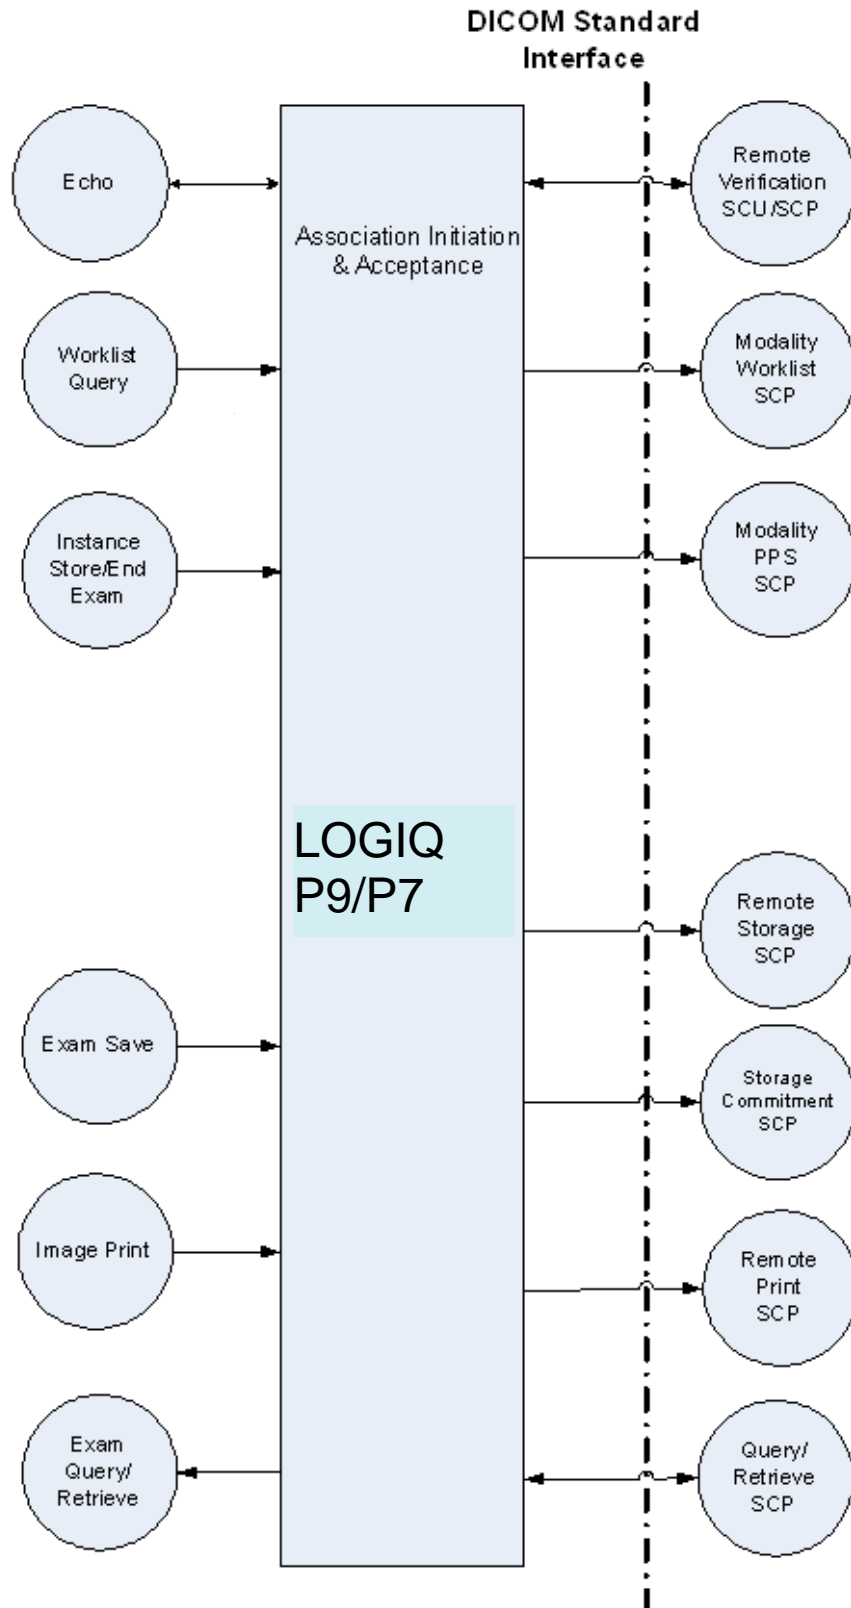 DICOM Standard
Interface
Echo
Remote
Verification
SCU/SCP
Association Initiation
& Acceptance
Worklist
Query
Modality
Worklist
SCP
Instance
Store/End
Exam
Modality
PPS
SCP
LOGIQ
P9/P7
Remote
Storage
SCP
Exam Save
Storage
Commitment
SCP
Image Print
Remote
Print
SCP
Exam
Query/
Retrieve
Query/
Retrieve
SCP